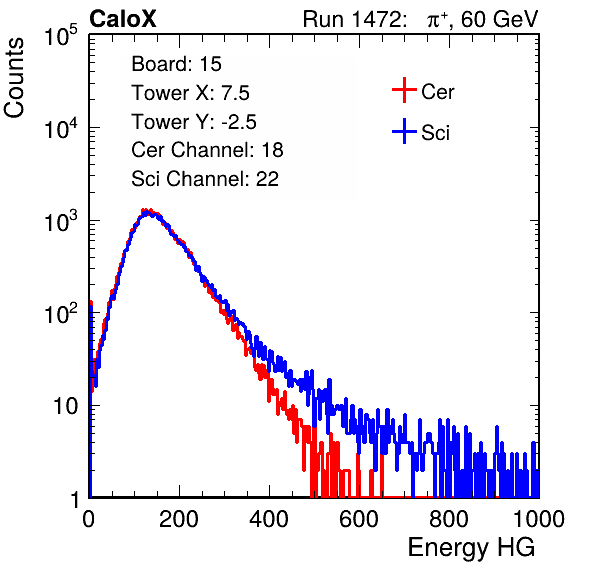 CaloX Run 1472: π⁺, 60 GeV
Counts
Board: 15
Tower X: 7.5
Tower Y: -2.5
Cer Channel: 18
Sci Channel: 22
Cer
Sci
10⁵
10⁴
10³
10²
10
1
0 200 400 600 800 1000
Energy HG